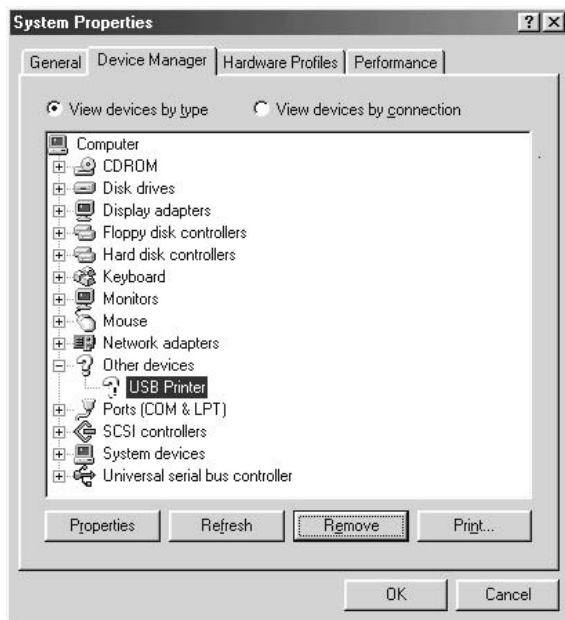 System Properties
General Device Manager Hardware Profiles Performance
View devices by type View devices by connection
Computer
CDROM
Disk drives
Display adapters
Floppy disk controllers
Hard disk controllers
Keyboard
Monitors
Mouse
Network adapters
Other devices
USB Printer
Ports (COM & LPT)
SCSI controllers
System devices
Universal serial bus controller
Properties Refresh Remove Print...
OK Cancel